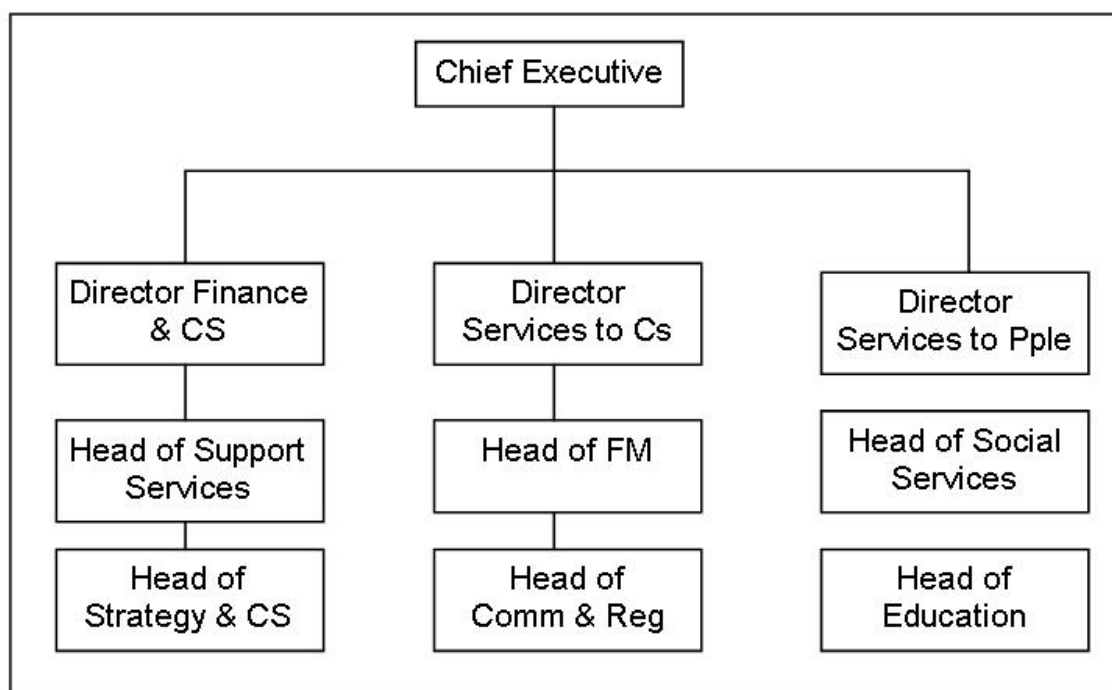 Chief Executive
Director Finance
& CS
Director
Services to Cs
Director
Services to Pple
Head of Support
Services
Head of FM
Head of Social
Services
Head of
Strategy & CS
Head of
Comm & Reg
Head of
Education